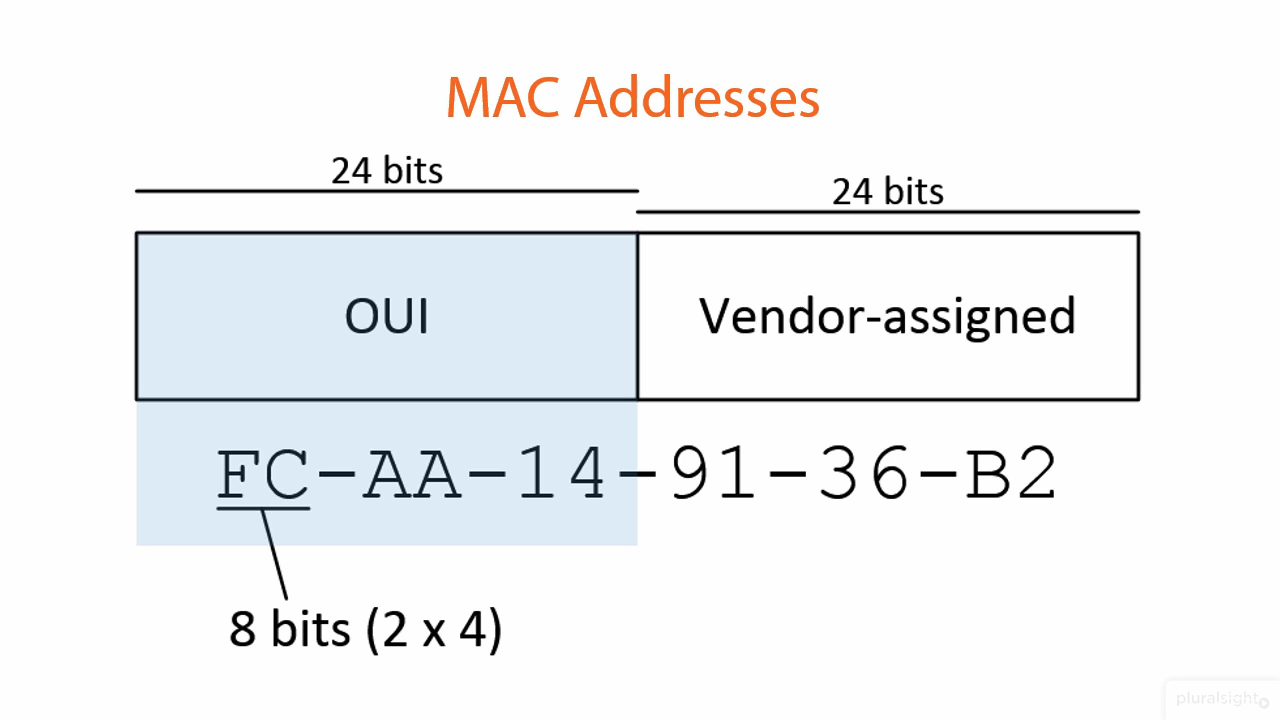 MAC Addresses
24 bits
24 bits
OUI
Vendor-assigned
FC-AA-14-91-36-B2
8 bits (2 x 4)
pluralsight